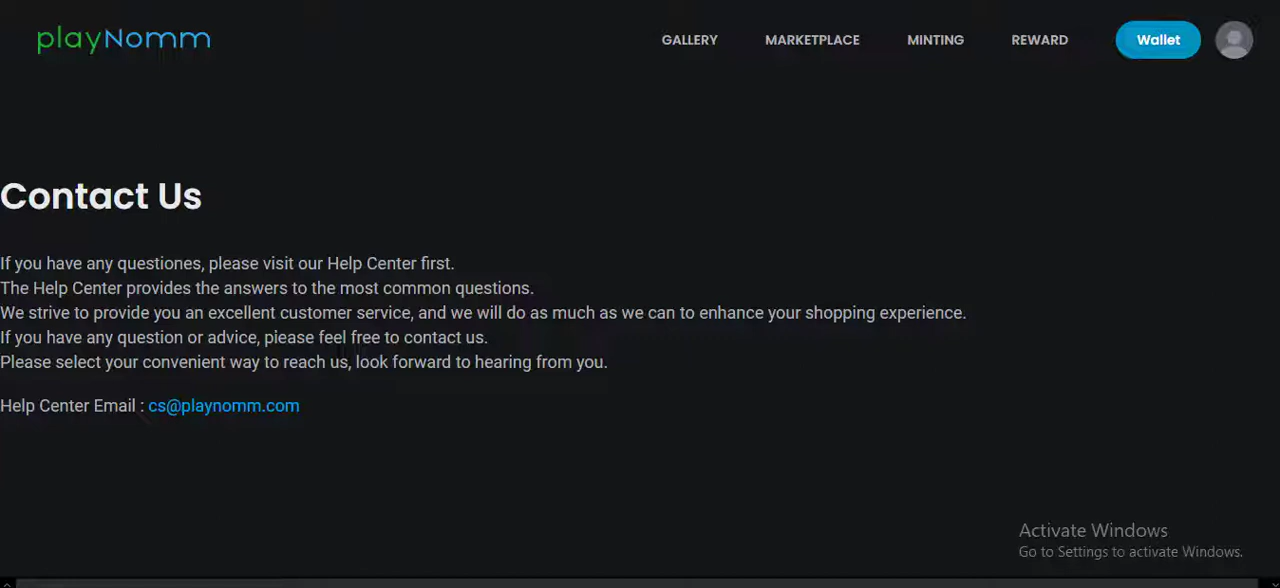 playNomm
GALLERY
MARKETPLACE
MINTING
REWARD
Wallet
Contact Us
If you have any questiones, please visit our Help Center first.
The Help Center provides the answers to the most common questions.
We strive to provide you an excellent customer service, and we will do as much as we can to enhance your shopping experience.
If you have any question or advice, please feel free to contact us.
Please select your convenient way to reach us, look forward to hearing from you.
Help Center Email : cs@playnomm.com
Activate Windows
Go to Settings to activate Windows.